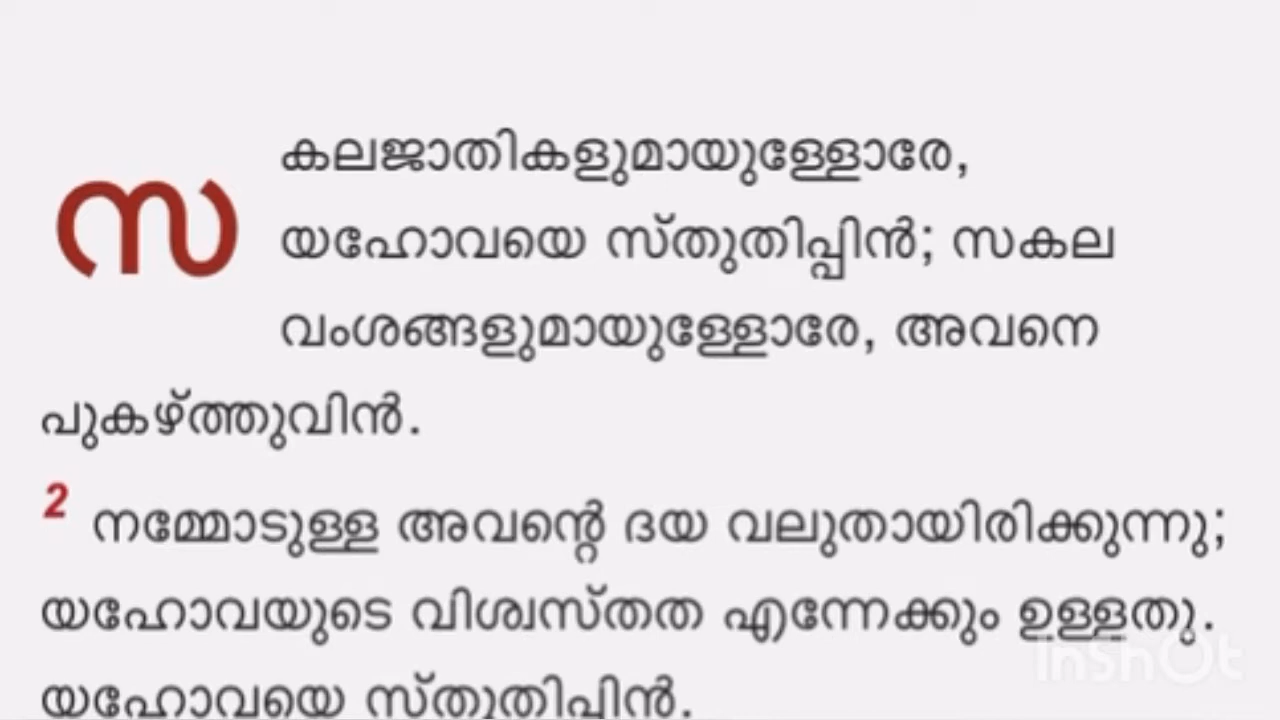 സ
കലജാതികളുമായുള്ളോരേ,
യഹോവയെ സ്തുതിപ്പിൻ; സകല
വംശങ്ങളുമായുള്ളോരേ, അവനെ
പുകഴ്ത്തുവിൻ.
2 നമ്മോടുള്ള അവന്റെ ദയ വലുതായിരിക്കുന്നു;
യഹോവയുടെ വിശ്വസ്തത എന്നേക്കും ഉള്ളതു.
യഹോവയെ സ്തുതിപ്പിൻ.
InShOt